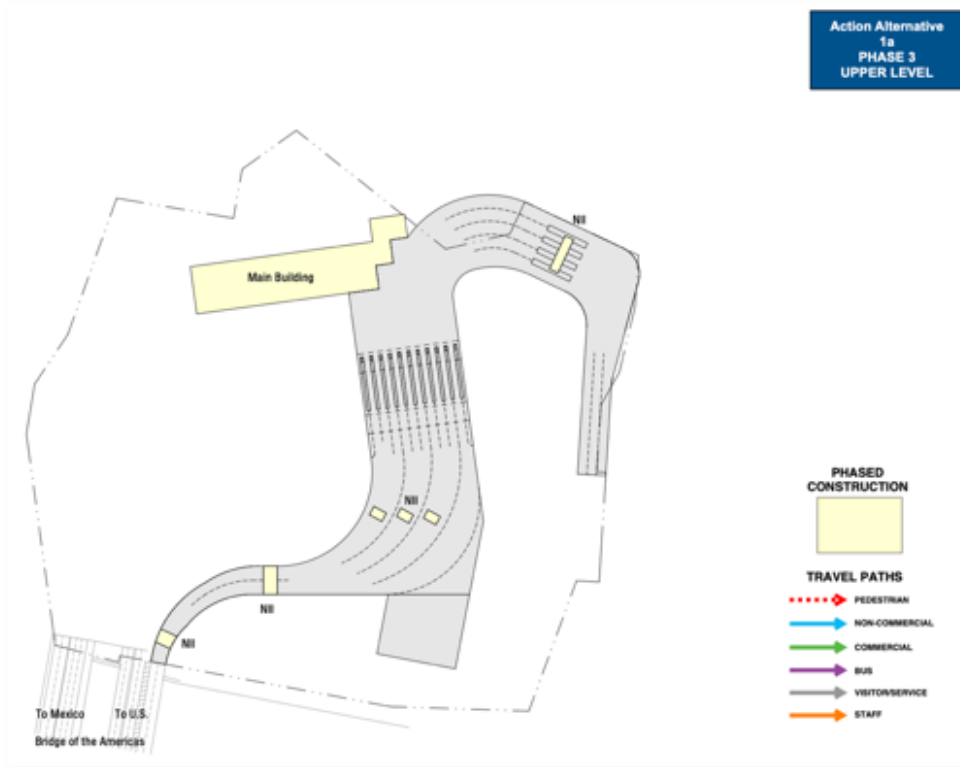 Action Alternative
1a
PHASE 3
UPPER LEVEL
NII
Main Building
NII
NII
NII
PHASED
CONSTRUCTION
TRAVEL PATHS
PEDESTRIAN
NON-COMMERCIAL
COMMERCIAL
BUS
VISITOR/SERVICE
STAFF
To Mexico
To U.S.
Bridge of the Americas